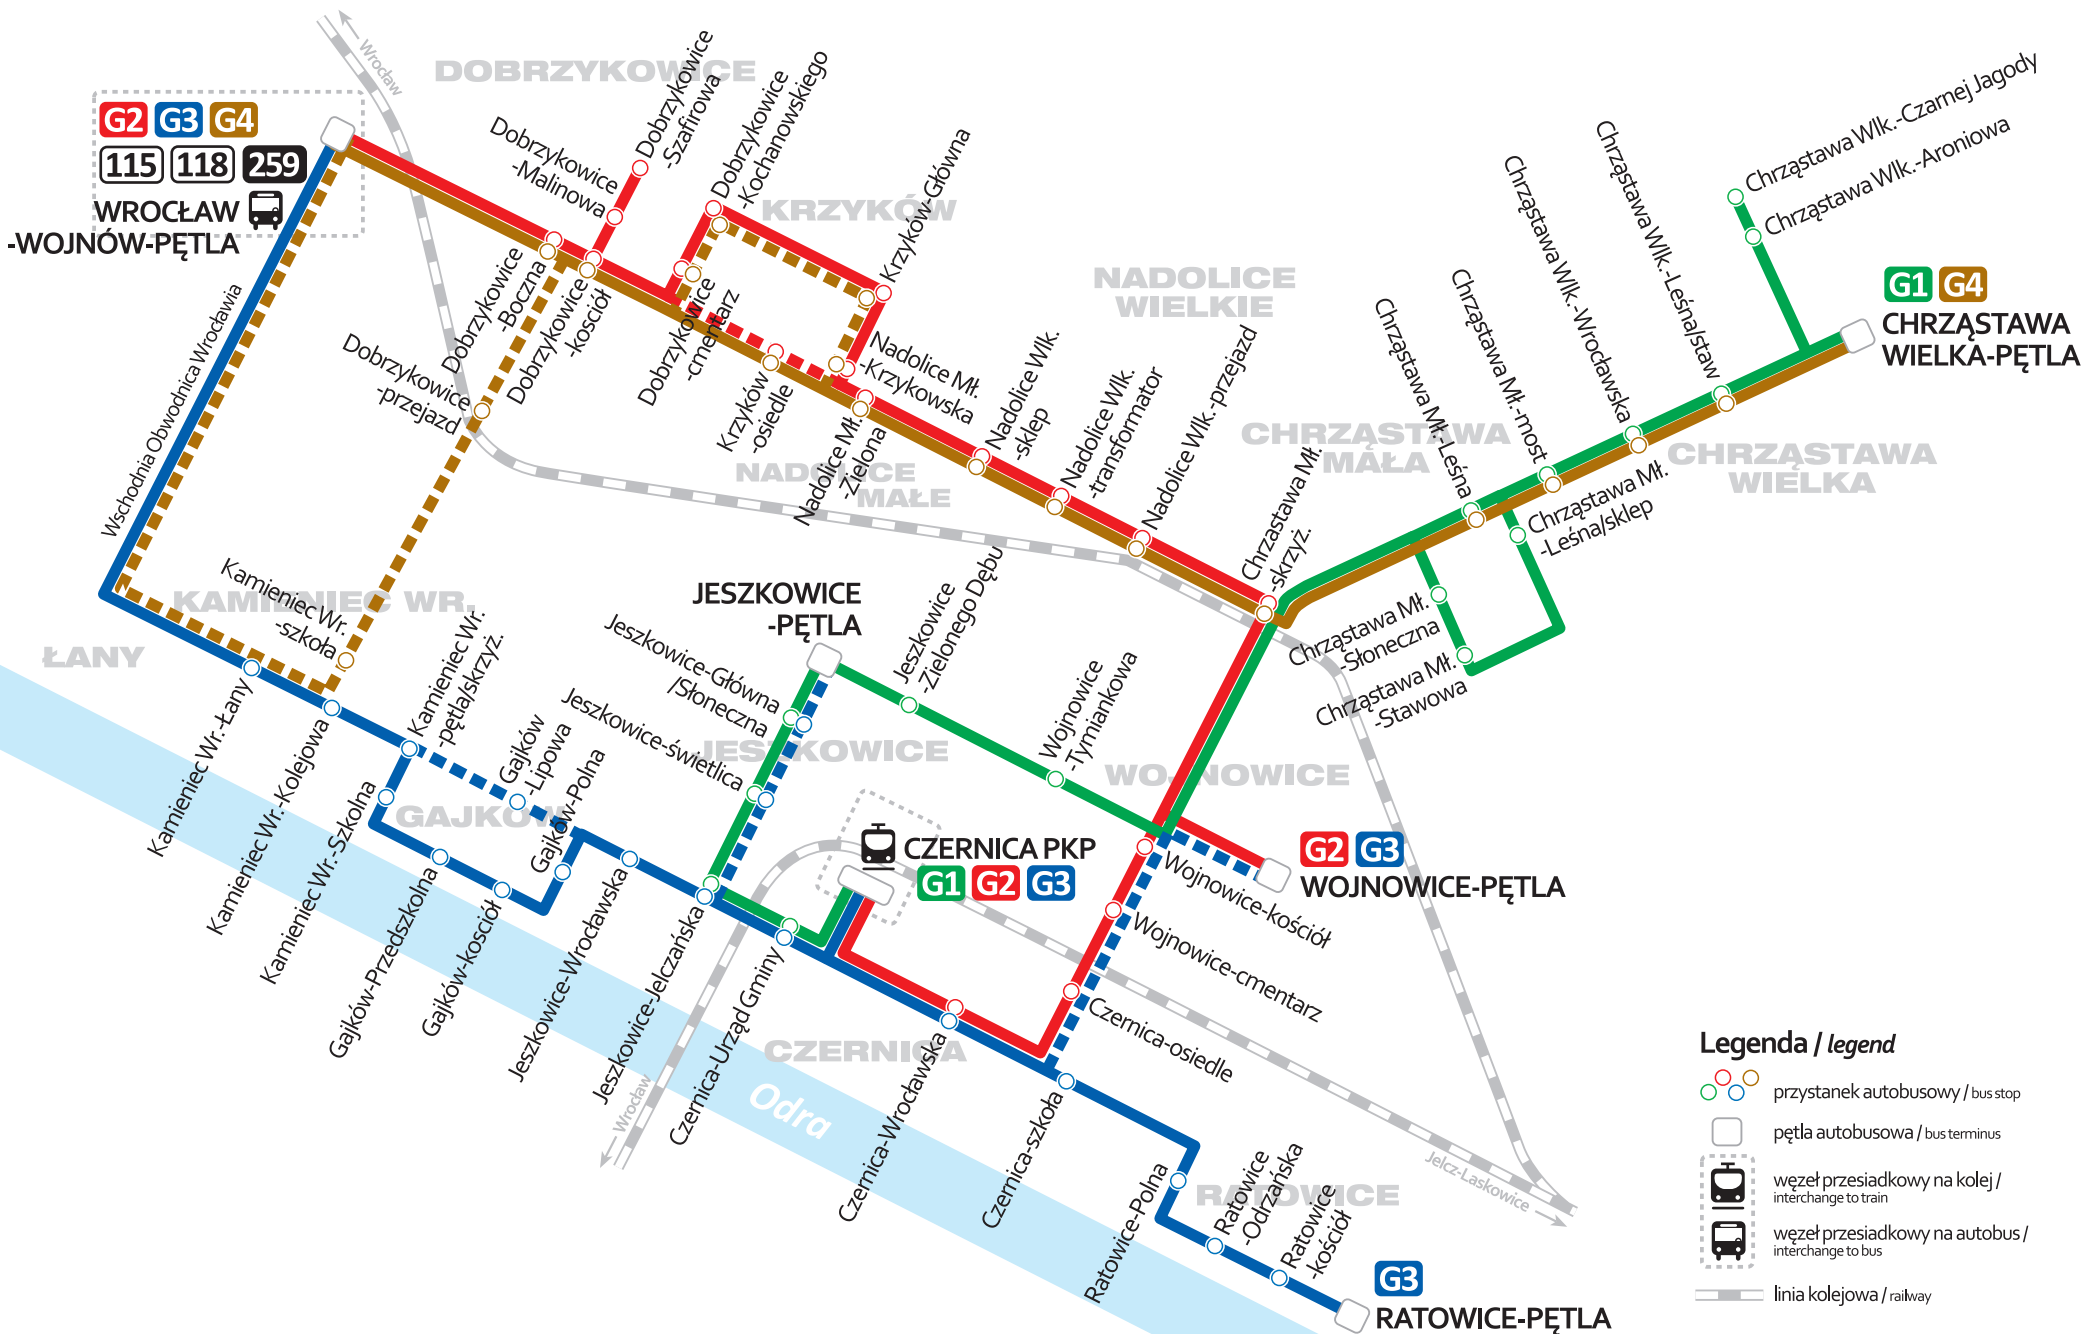 Wrocław
DOBRZYKOWICE
G2 G3 G4
115 118 259
WROCŁAW
-WOJNÓW-PĘTLA
Dobrzykowice
-Malinowa
Dobrzykowice
-Szafirowa
Dobrzykowice
-Kochanowskiego
KRZYKÓW
Krzyków-Główna
Wschodnia Obwodnica Wrocławia
Dobrzykowice
-Boczna
Dobrzykowice
-kosciół
Dobrzykowice
-przejazd
Dobrzykowice
-cmentarz
Krzyków
-osiedle
Nadolice Mł.
-Krzykowska
Nadolice Mł.
-Zielona
NADOLICE
MAŁE
NADOLICE
WIELKIE
Nadolice Wlk.
-sklep
Nadolice Wlk.
-transformator
Nadolice Wlk.-przejazd
Chrzastawa Mł.
-skrzyż.
CHRZĄSTAWA
MAŁA
Chrząstawa Mł.-Leśna
Chrząstawa Mł.-most
Chrząstawa Wlk.-Wrocławska
Chrząstawa Wlk.-Leśna/staw
Chrząstawa Wlk.-Czarnej Jagody
Chrząstawa Wlk.-Aroniowa
G1 G4
CHRZĄSTAWA
WIELKA-PĘTLA
CHRZĄSTAWA
WIELKA
Chrząstawa Mł.
-Leśna/sklep
Chrząstawa Mł.
-Słoneczna
Chrząstawa Mł.
-Stawowa
KAMIENIEC WR.
Kamieniec Wr.
-szkoła
ŁANY
Kamieniec Wr.-Łany
Kamieniec Wr.-Kolejowa
Kamieniec Wr.
-pętla/skrzyż.
Kamieniec Wr.-Szkolna
GAJKÓW
Gajków
-Lipowa
Gajków-Polna
Gajków-Przedszkolna
Gajków-kosciół
JESZKOWICE
-PĘTLA
Jeszkowice-Główna
/Słoneczna
Jeszkowice-świetlica
JESZKOWICE
Jeszkowice
-Zielonego Dębu
Wojnowice
-Tymiankowa
WOJNOWICE
Jeszkowice-Wrocławska
Jeszkowice-Jelczańska
CZERNICA PKP
G1 G2 G3
G2 G3
WOJNOWICE-PĘTLA
Wojnowice-kościół
Wojnowice-cmentarz
Czernica-osiedle
Czernica-Urząd Gminy
CZERNICA
Czernica-Wrocławska
Czernica-szkoła
Wrocław
Odra
Jelcz-Laskowice
Ratowice-Polna
RATOWICE
Ratowice
-Odrzańska
Ratowice
-kościół
G3
RATOWICE-PĘTLA
Legenda / legend
przystanek autobusowy / bus stop
pętla autobusowa / bus terminus
węzeł przesiadkowy na kolej /
interchange to train
węzeł przesiadkowy na autobus /
interchange to bus
linia kolejowa / railway